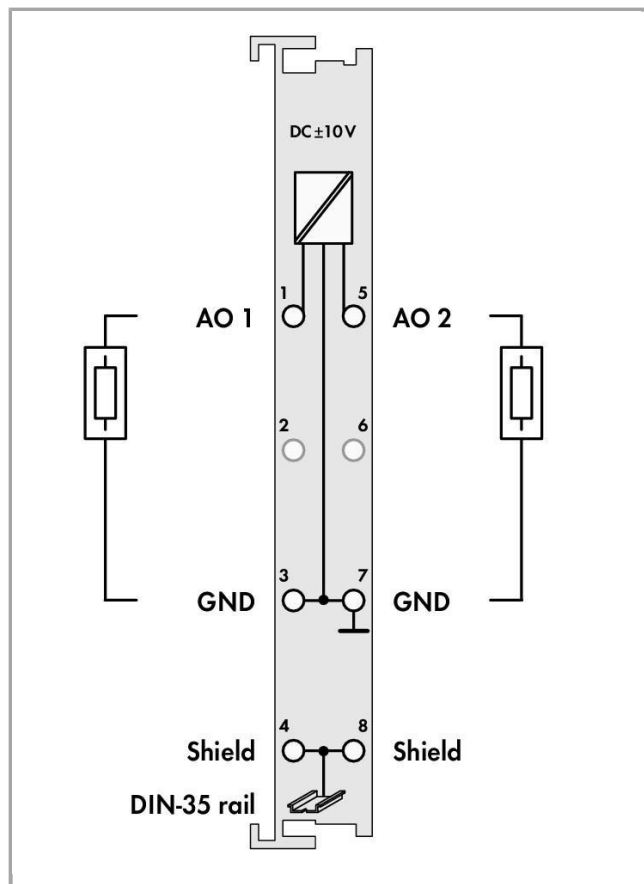 DC ±10 V
1 5
AO 1 AO 2
2 6
3 7
GND GND
4 8
Shield Shield
DIN-35 rail